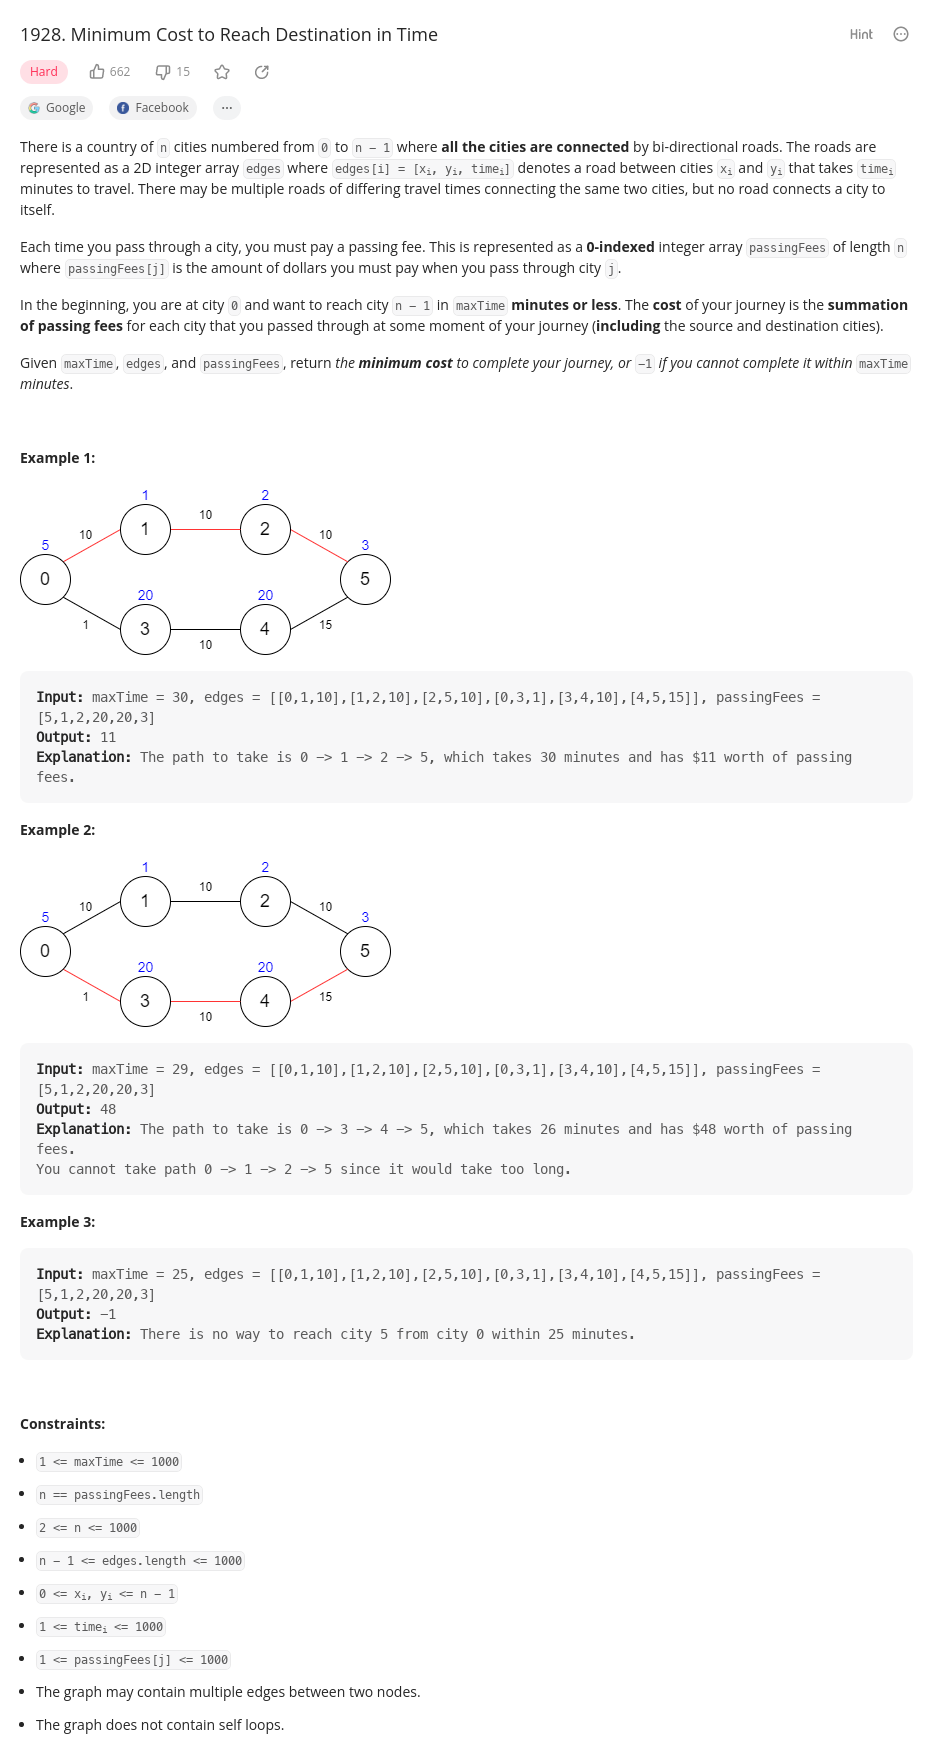 1928. Minimum Cost to Reach Destination in Time
Hint
Hard 662 15
Google Facebook ...
There is a country of n cities numbered from 0 to n - 1 where all the cities are connected by bi-directional roads. The roads are
represented as a 2D integer array edges where edges[i] = [xi, yi, timei] denotes a road between cities xi and yi that takes timei
minutes to travel. There may be multiple roads of differing travel times connecting the same two cities, but no road connects a city to
itself.
Each time you pass through a city, you must pay a passing fee. This is represented as a 0-indexed integer array passingFees of length n
where passingFees[j] is the amount of dollars you must pay when you pass through city j.
In the beginning, you are at city 0 and want to reach city n - 1 in maxTime minutes or less. The cost of your journey is the summation
of passing fees for each city that you passed through at some moment of your journey (including the source and destination cities).
Given maxTime, edges, and passingFees, return the minimum cost to complete your journey, or -1 if you cannot complete it within maxTime
minutes.
Example 1:
1 2
10
10 1 2 10
5 3
0 20 20 5
1 3 4 15
10
Input: maxTime = 30, edges = [[0,1,10],[1,2,10],[2,5,10],[0,3,1],[3,4,10],[4,5,15]], passingFees =
[5,1,2,20,20,3]
Output: 11
Explanation: The path to take is 0 -> 1 -> 2 -> 5, which takes 30 minutes and has $11 worth of passing
fees.
Example 2:
1 2
10
10 1 2 10
5 3
0 20 20 5
1 3 4 15
10
Input: maxTime = 29, edges = [[0,1,10],[1,2,10],[2,5,10],[0,3,1],[3,4,10],[4,5,15]], passingFees =
[5,1,2,20,20,3]
Output: 48
Explanation: The path to take is 0 -> 3 -> 4 -> 5, which takes 26 minutes and has $48 worth of passing
fees.
You cannot take path 0 -> 1 -> 2 -> 5 since it would take too long.
Example 3:
Input: maxTime = 25, edges = [[0,1,10],[1,2,10],[2,5,10],[0,3,1],[3,4,10],[4,5,15]], passingFees =
[5,1,2,20,20,3]
Output: -1
Explanation: There is no way to reach city 5 from city 0 within 25 minutes.
Constraints:
• 1 <= maxTime <= 1000
• n == passingFees.length
• 2 <= n <= 1000
• n - 1 <= edges.length <= 1000
• 0 <= xi, yi <= n - 1
• 1 <= timei <= 1000
• 1 <= passingFees[j] <= 1000
• The graph may contain multiple edges between two nodes.
• The graph does not contain self loops.